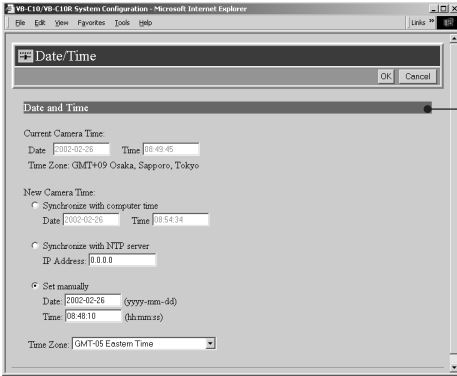 VB-C10/VB-C10R System Configuration - Microsoft Internet Explorer
File Edit View Favorites Tools Help Links »
Date/Time
OK Cancel
Date and Time
Current Camera Time:
Date 2002-02-26 Time 08:49:45
Time Zone: GMT+09 Osaka, Sapporo, Tokyo
New Camera Time:
Synchronize with computer time
Date 2002-02-26 Time 08:54:34
Synchronize with NTP server
IP Address: 0.0.0.0
Set manually
Date: 2002-02-26 (yyyy-mm-dd)
Time: 08:48:10 (hh:mm:ss)
Time Zone: GMT-05 Eastern Time